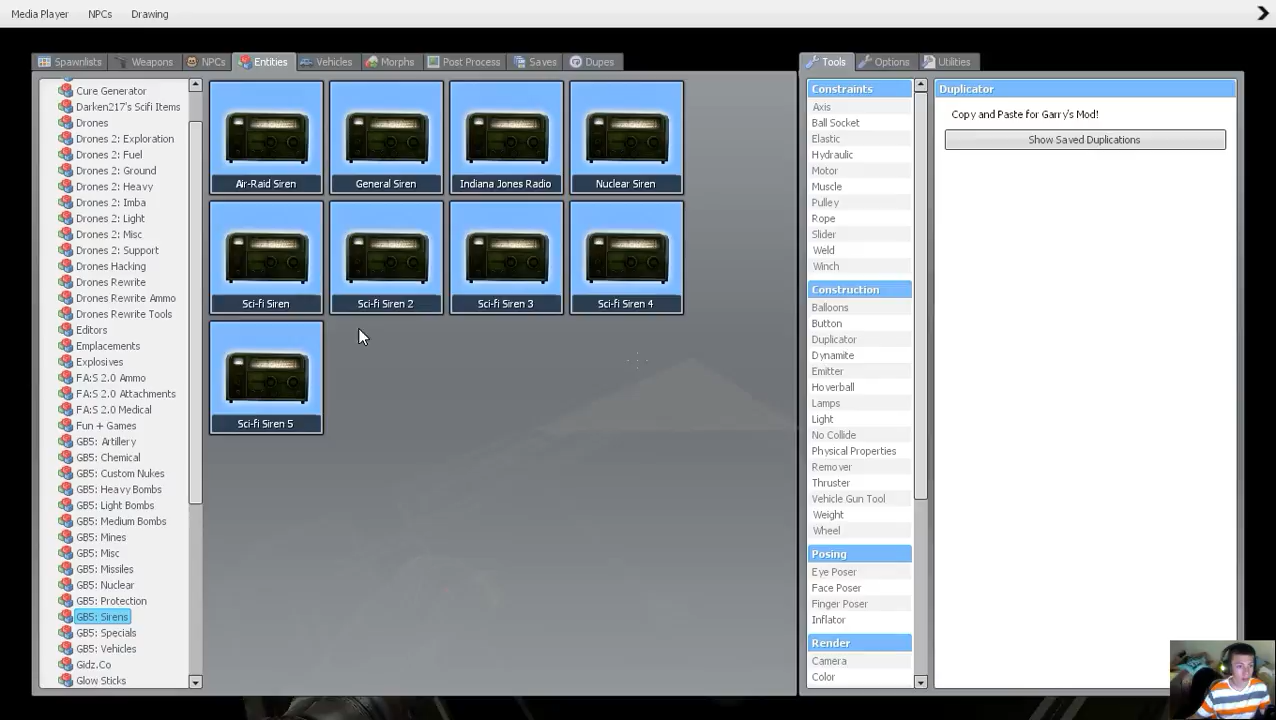 Media Player NPCs Drawing
Spawnlists Weapons NPCs Entities Vehicles Morphs Post Process Saves Dupes
Cure Generator
Darken217's Scifi Items
Drones
Drones 2: Exploration
Drones 2: Fuel
Drones 2: Ground
Drones 2: Heavy
Drones 2: Imba
Drones 2: Light
Drones 2: Misc
Drones 2: Support
Drones Hacking
Drones Rewrite
Drones Rewrite Ammo
Drones Rewrite Tools
Editors
Emplacements
Explosives
FA:S 2.0 Ammo
FA:S 2.0 Attachments
FA:S 2.0 Medical
Fun + Games
GB5: Artillery
GB5: Chemical
GB5: Custom Nukes
GB5: Heavy Bombs
GB5: Light Bombs
GB5: Medium Bombs
GB5: Mines
GB5: Misc
GB5: Missiles
GB5: Nuclear
GB5: Protection
GB5: Sirens
GB5: Specials
GB5: Vehicles
Gidz.Co
Glow Sticks
Air-Raid Siren General Siren Indiana Jones Radio Nuclear Siren
Sci-fi Siren Sci-fi Siren 2 Sci-fi Siren 3 Sci-fi Siren 4
Sci-fi Siren 5
Tools Options Utilities
Constraints
Axis
Ball Socket
Elastic
Hydraulic
Motor
Muscle
Pulley
Rope
Slider
Weld
Winch
Construction
Balloons
Button
Duplicator
Dynamite
Emitter
Hoverball
Lamps
Light
No Collide
Physical Properties
Remover
Thruster
Vehicle Gun Tool
Weight
Wheel
Posing
Eye Poser
Face Poser
Finger Poser
Inflator
Render
Camera
Color
Duplicator
Copy and Paste for Garry's Mod!
Show Saved Duplications